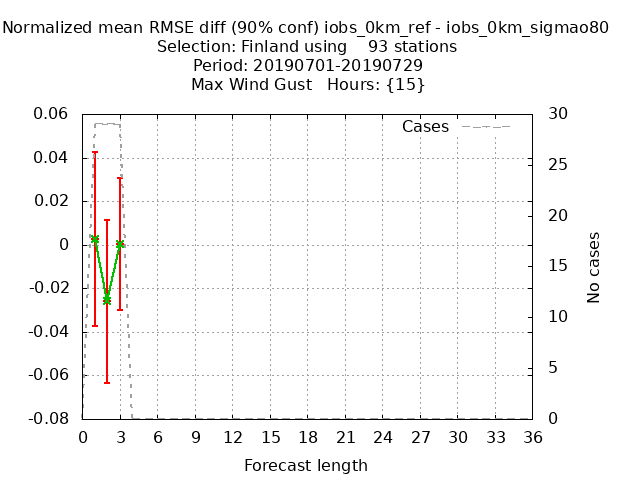 Normalized mean RMSE diff (90% conf) iobs_0km_ref - iobs_0km_sigmao80
Selection: Finland using    93 stations
Period: 20190701-20190729
Max Wind Gust   Hours: {15}
Cases
0.06
0.04
0.02
0
-0.02
-0.04
-0.06
-0.08
30
25
20
15
10
5
0
No cases
0 3 6 9 12 15 18 21 24 27 30 33 36
Forecast length